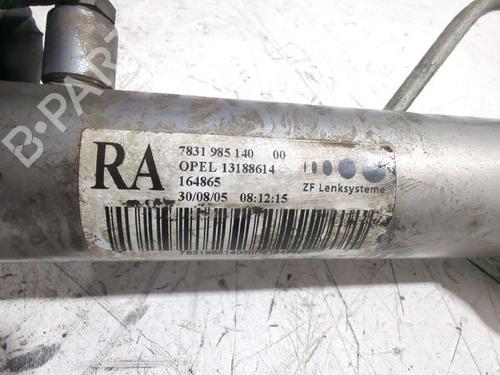 B-PARTS
RA
7831 985 140 00
OPEL 13188614
164865
30/08/05 08:12:15
ZF Lenksysteme